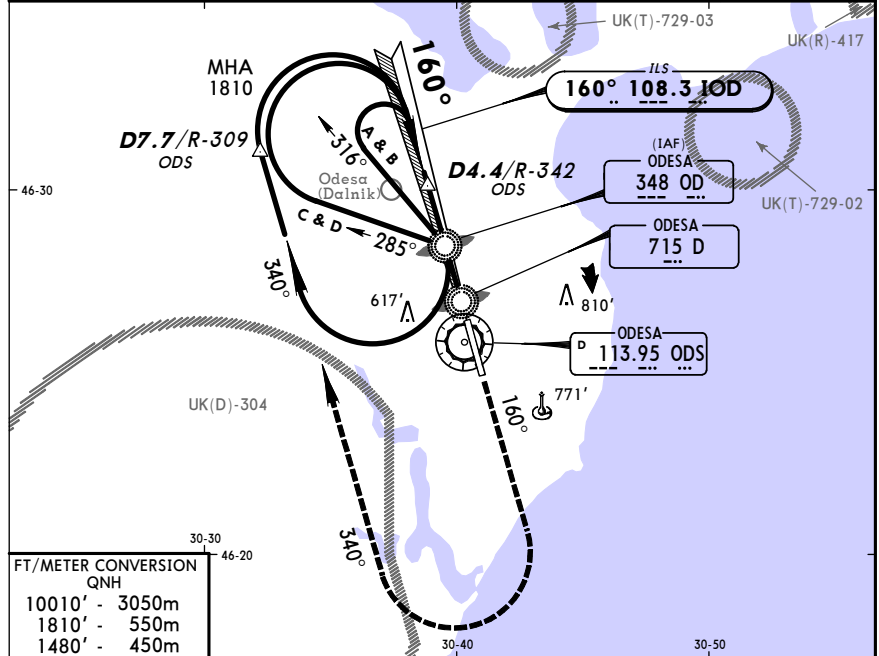 UK(T)-729-03
UK(R)-417
MHA
1810
160°
ILS
160° 108.3 IOD
D7.7/R-309
ODS
316°
A & B
D4.4/R-342
ODS
(IAF)
ODESA
348 OD
46-30
Odesa
(Dalnik)
UK(T)-729-02
C & D
285°
ODESA
715 D
340°
617'
810'
ODESA
D
113.95 ODS
UK(D)-304
160°
771'
340°
30-30
46-20
FT/METER CONVERSION
QNH
10010' - 3050m
1810' - 550m
1480' - 450m
30-40
30-50